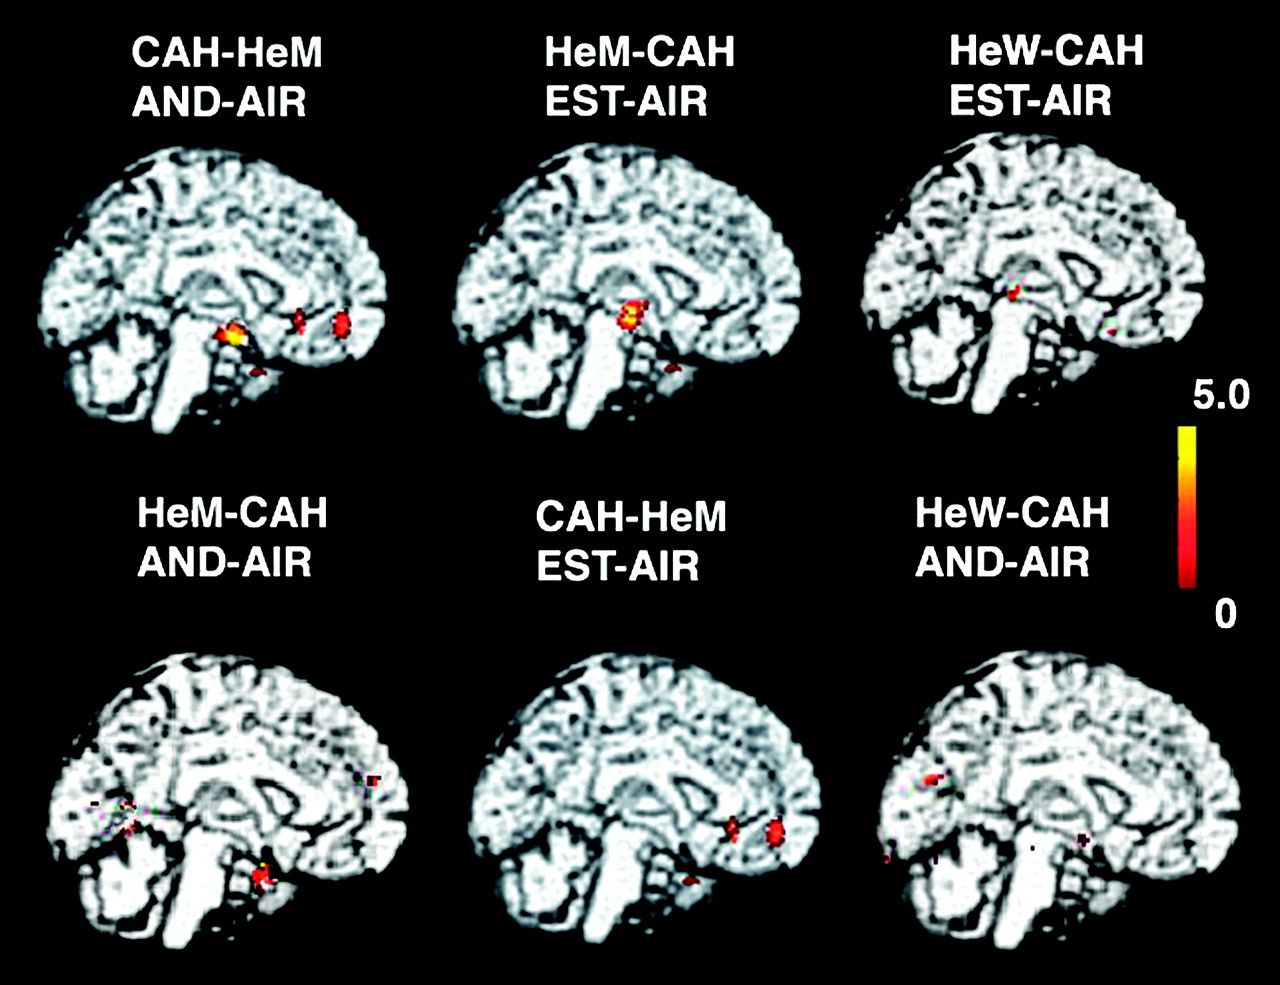 CAH-HeM
AND-AIR
HeM-CAH
EST-AIR
HeW-CAH
EST-AIR
5.0
0
HeM-CAH
AND-AIR
CAH-HeM
EST-AIR
HeW-CAH
AND-AIR